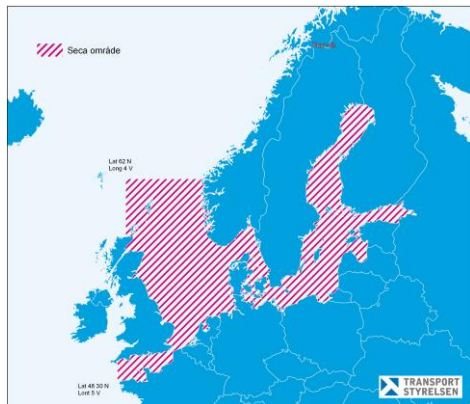 Seca område
Lat 62 N
Long 4 V
Lat 48 30 N
Lont 5 V
TRANSPORT
STYRELSEN